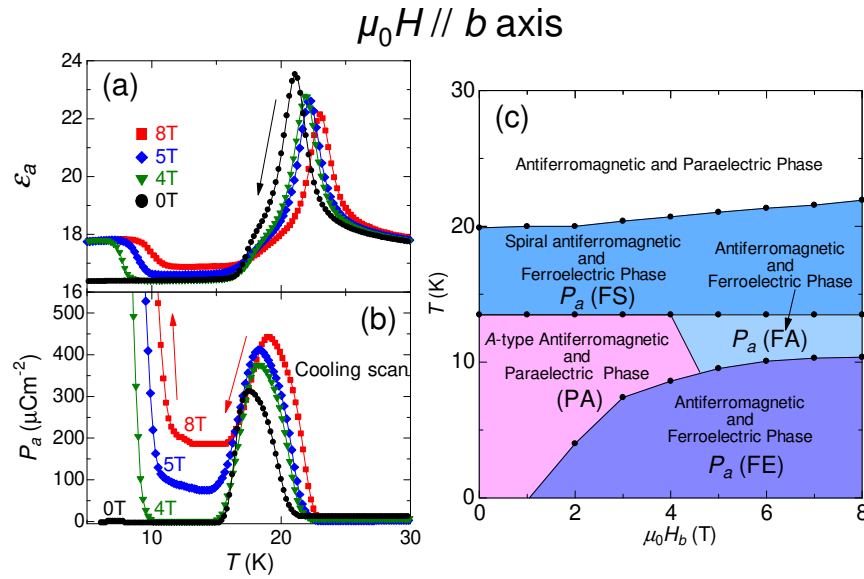 μ₀H // b axis
(a)
24
22
20
18
16
εₐ
8T
5T
4T
0T
(b)
400
300
200
100
0
Pₐ (μCm⁻²)
Cooling scan
8T
5T
0T
4T
10
20
30
T (K)
(c)
30
20
10
0
T (K)
Antiferromagnetic and Paraelectric Phase
Spiral antiferromagnetic
and
Ferroelectric Phase
Pₐ (FS)
Antiferromagnetic
and
Ferroelectric Phase
Pₐ (FA)
A-type Antiferromagnetic
and
Paraelectric Phase
(PA)
Antiferromagnetic
and
Ferroelectric Phase
Pₐ (FE)
0
2
4
6
8
μ₀H_b (T)